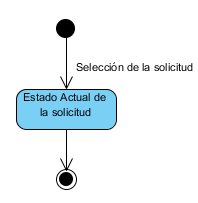 Selección de la solicitud
Estado Actual de
la solicitud